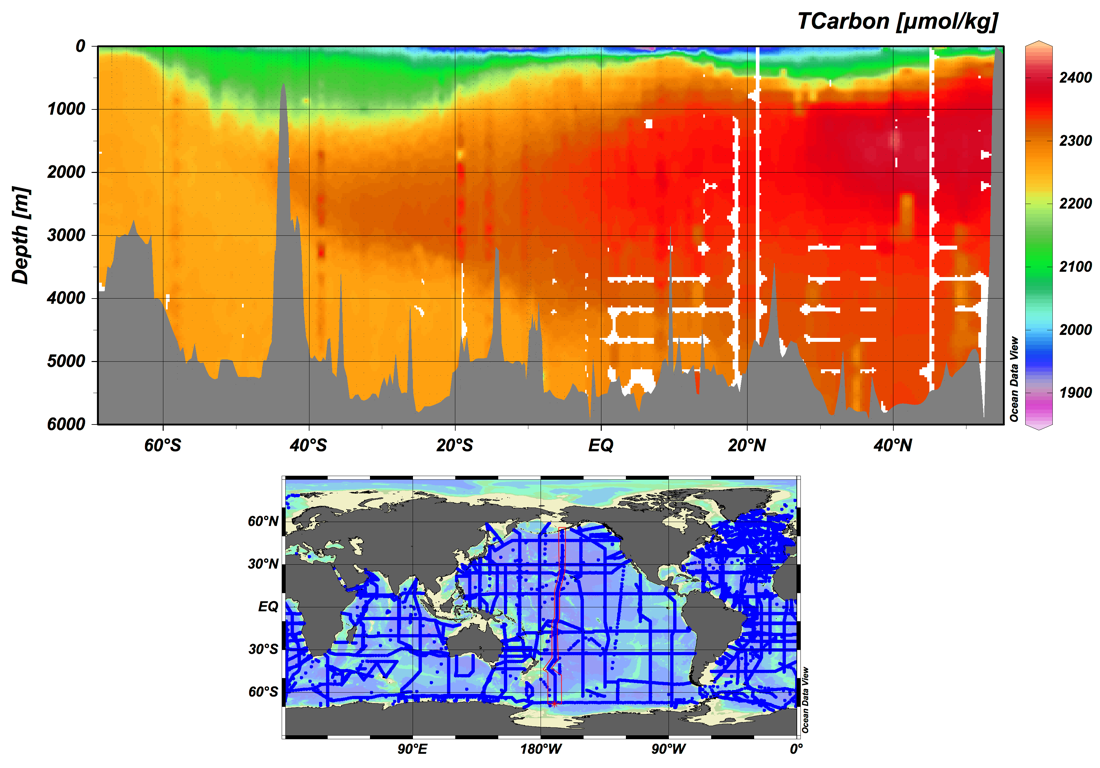 TCarbon [µmol/kg]
0
1000
2000
3000
4000
5000
6000
Depth [m]
60°S
40°S
20°S
EQ
20°N
40°N
2400
2300
2200
2100
2000
1900
Ocean Data View
60°N
30°N
EQ
30°S
60°S
90°E
180°W
90°W
0°
Ocean Data View